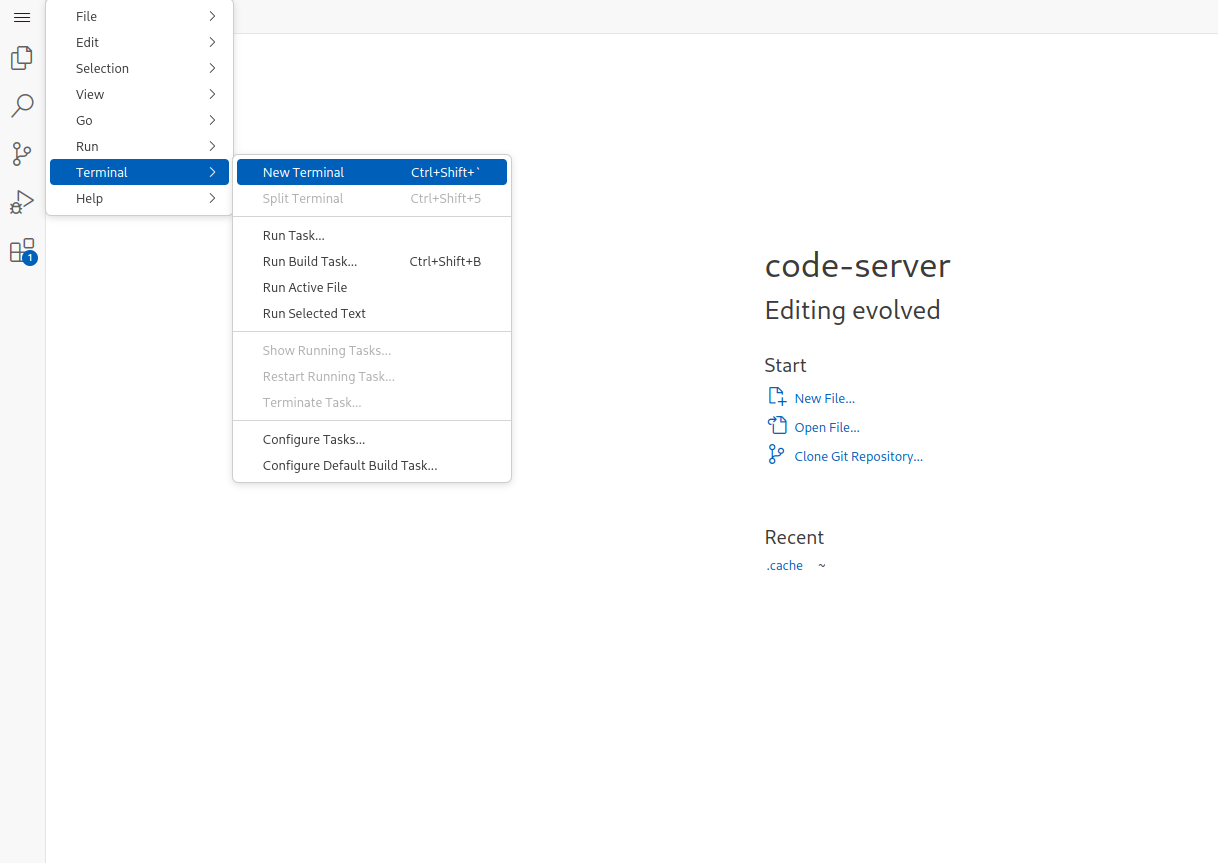 File
Edit
Selection
View
Go
Run
Terminal
Help
New Terminal Ctrl+Shift+`
Split Terminal Ctrl+Shift+5
Run Task...
Run Build Task... Ctrl+Shift+B
Run Active File
Run Selected Text
Show Running Tasks...
Restart Running Task...
Terminate Task...
Configure Tasks...
Configure Default Build Task...
1
code-server
Editing evolved
Start
New File...
Open File...
Clone Git Repository...
Recent
.cache ~